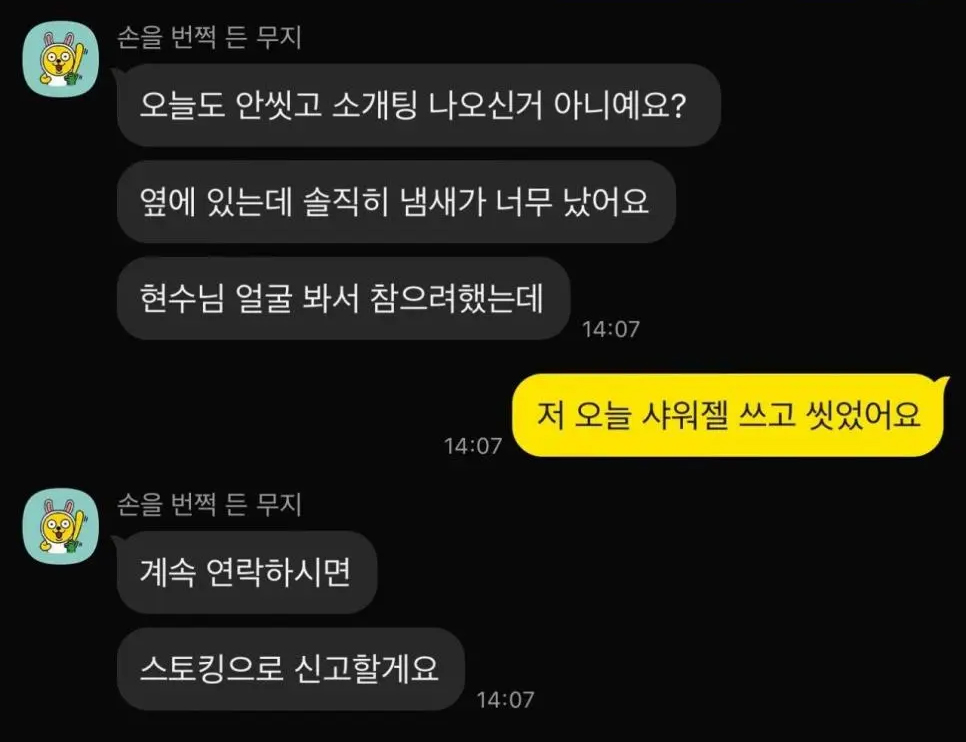 손을 번쩍 든 무지
오늘도 안씻고 소개팅 나오신거 아니예요?
옆에 있는데 솔직히 냄새가 너무 났어요
현수님 얼굴 봐서 참으려했는데
14:07
저 오늘 샤워젤 쓰고 씻었어요
14:07
손을 번쩍 든 무지
계속 연락하시면
스토킹으로 신고할게요
14:07